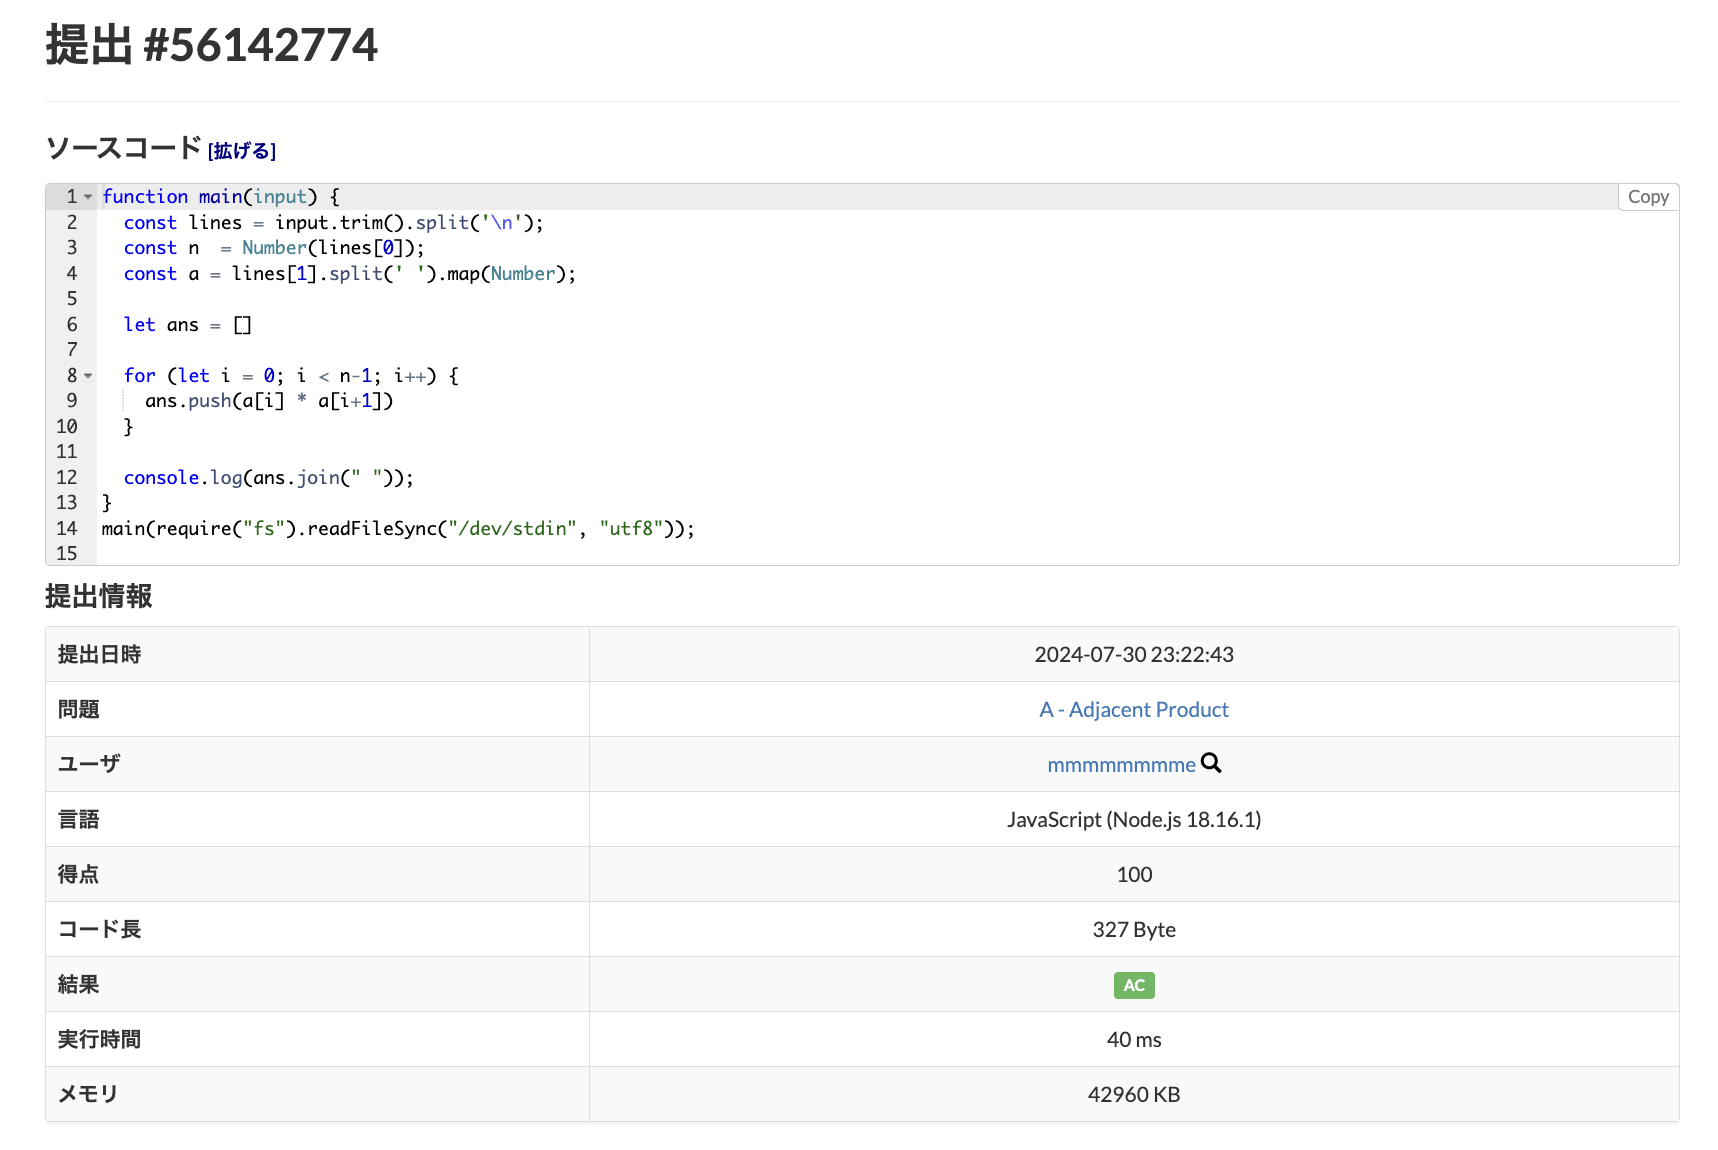 提出 #56142774
ソースコード [拡げる]
Copy
1 function main(input) {
2   const lines = input.trim().split('\n');
3   const n  = Number(lines[0]);
4   const a = lines[1].split(' ').map(Number);
5
6   let ans = []
7
8   for (let i = 0; i < n-1; i++) {
9     ans.push(a[i] * a[i+1])
10   }
11
12   console.log(ans.join(" "));
13 }
14 main(require("fs").readFileSync("/dev/stdin", "utf8"));
15
提出情報
提出日時 2024-07-30 23:22:43
問題 A - Adjacent Product
ユーザ mmmmmmmme
言語 JavaScript (Node.js 18.16.1)
得点 100
コード長 327 Byte
結果 AC
実行時間 40 ms
メモリ 42960 KB